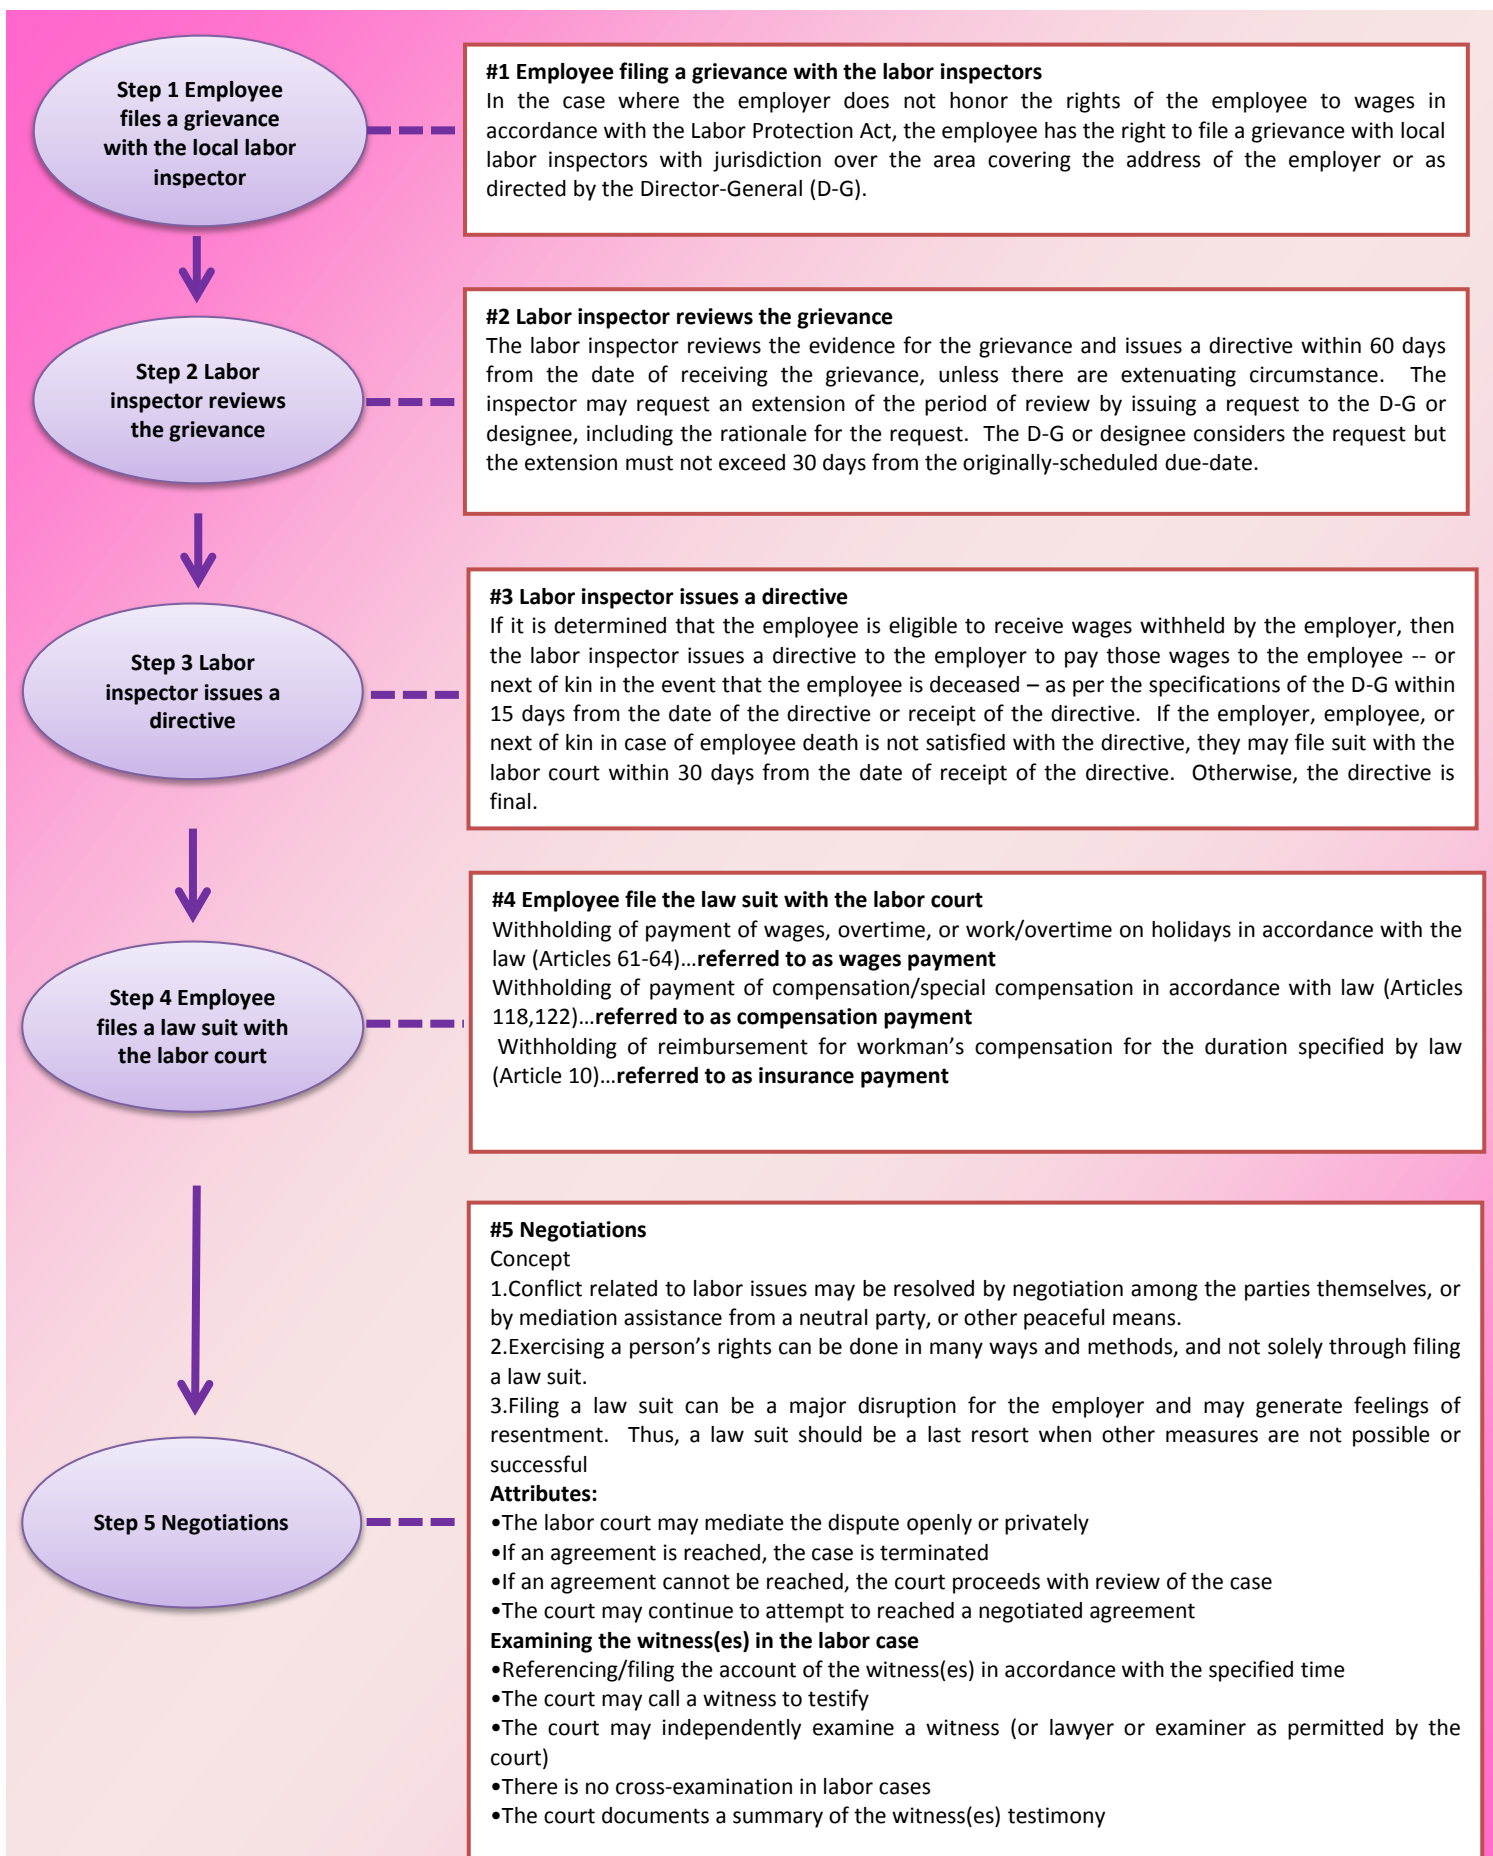 Step 1 Employee
files a grievance
with the local labor
inspector
#1 Employee filing a grievance with the labor inspectors
In the case where the employer does not honor the rights of the employee to wages in
accordance with the Labor Protection Act, the employee has the right to file a grievance with local
labor inspectors with jurisdiction over the area covering the address of the employer or as
directed by the Director-General (D-G).
Step 2 Labor
inspector reviews
the grievance
#2 Labor inspector reviews the grievance
The labor inspector reviews the evidence for the grievance and issues a directive within 60 days
from the date of receiving the grievance, unless there are extenuating circumstance. The
inspector may request an extension of the period of review by issuing a request to the D-G or
designee, including the rationale for the request. The D-G or designee considers the request but
the extension must not exceed 30 days from the originally-scheduled due-date.
Step 3 Labor
inspector issues a
directive
#3 Labor inspector issues a directive
If it is determined that the employee is eligible to receive wages withheld by the employer, then
the labor inspector issues a directive to the employer to pay those wages to the employee -- or
next of kin in the event that the employee is deceased – as per the specifications of the D-G within
15 days from the date of the directive or receipt of the directive. If the employer, employee, or
next of kin in case of employee death is not satisfied with the directive, they may file suit with the
labor court within 30 days from the date of receipt of the directive. Otherwise, the directive is
final.
Step 4 Employee
files a law suit with
the labor court
#4 Employee file the law suit with the labor court
Withholding of payment of wages, overtime, or work/overtime on holidays in accordance with the
law (Articles 61-64)…referred to as wages payment
Withholding of payment of compensation/special compensation in accordance with law (Articles
118,122)…referred to as compensation payment
Withholding of reimbursement for workman’s compensation for the duration specified by law
(Article 10)…referred to as insurance payment
Step 5 Negotiations
#5 Negotiations
Concept
1.Conflict related to labor issues may be resolved by negotiation among the parties themselves, or
by mediation assistance from a neutral party, or other peaceful means.
2.Exercising a person’s rights can be done in many ways and methods, and not solely through filing
a law suit.
3.Filing a law suit can be a major disruption for the employer and may generate feelings of
resentment. Thus, a law suit should be a last resort when other measures are not possible or
successful
Attributes:
•The labor court may mediate the dispute openly or privately
•If an agreement is reached, the case is terminated
•If an agreement cannot be reached, the court proceeds with review of the case
•The court may continue to attempt to reached a negotiated agreement
Examining the witness(es) in the labor case
•Referencing/filing the account of the witness(es) in accordance with the specified time
•The court may call a witness to testify
•The court may independently examine a witness (or lawyer or examiner as permitted by the
court)
•There is no cross-examination in labor cases
•The court documents a summary of the witness(es) testimony